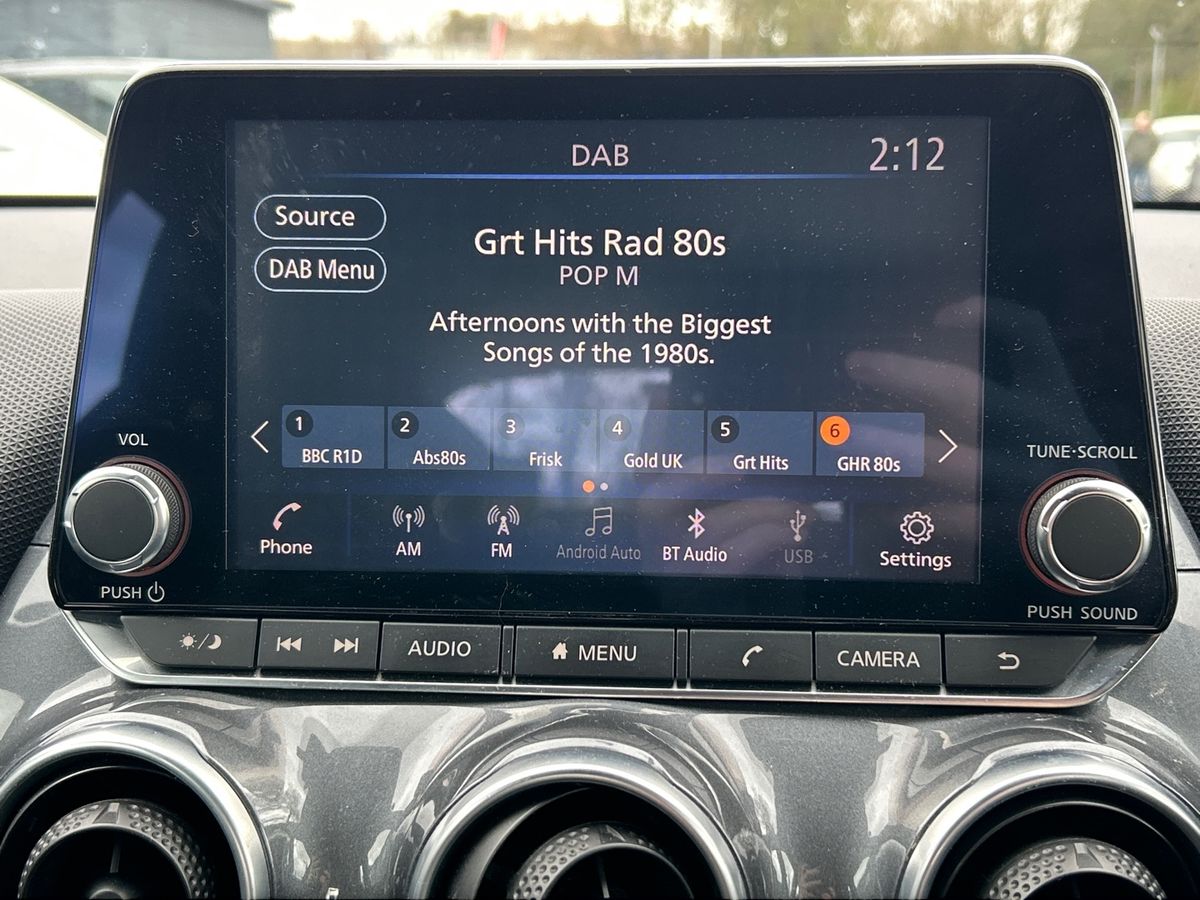 DAB
2:12
Source
DAB Menu
Grt Hits Rad 80s
POP M
Afternoons with the Biggest
Songs of the 1980s.
1
BBC R1D
2
Abs80s
3
Frisk
4
Gold UK
5
Grt Hits
6
GHR 80s
VOL
PUSH
TUNE·SCROLL
PUSH SOUND
Phone
AM
FM
Android Auto
BT Audio
USB
Settings
AUDIO
MENU
CAMERA